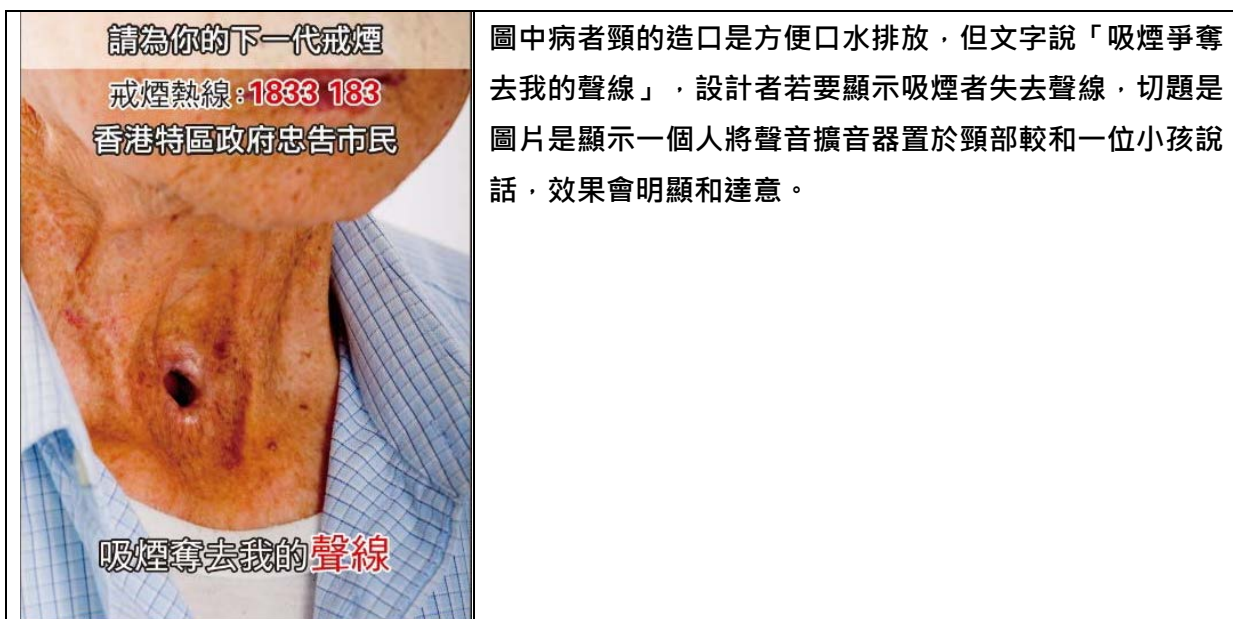 請為你的下一代戒煙
戒煙熱線:1833 183
香港特區政府忠告市民
吸煙奪去我的聲線
圖中病者頸的造口是方便口水排放，但文字說「吸煙爭奪
去我的聲線」，設計者若要顯示吸煙者失去聲線，切題是
圖片是顯示一個人將聲音擴音器置於頸部較和一位小孩說
話，效果會明顯和達意。